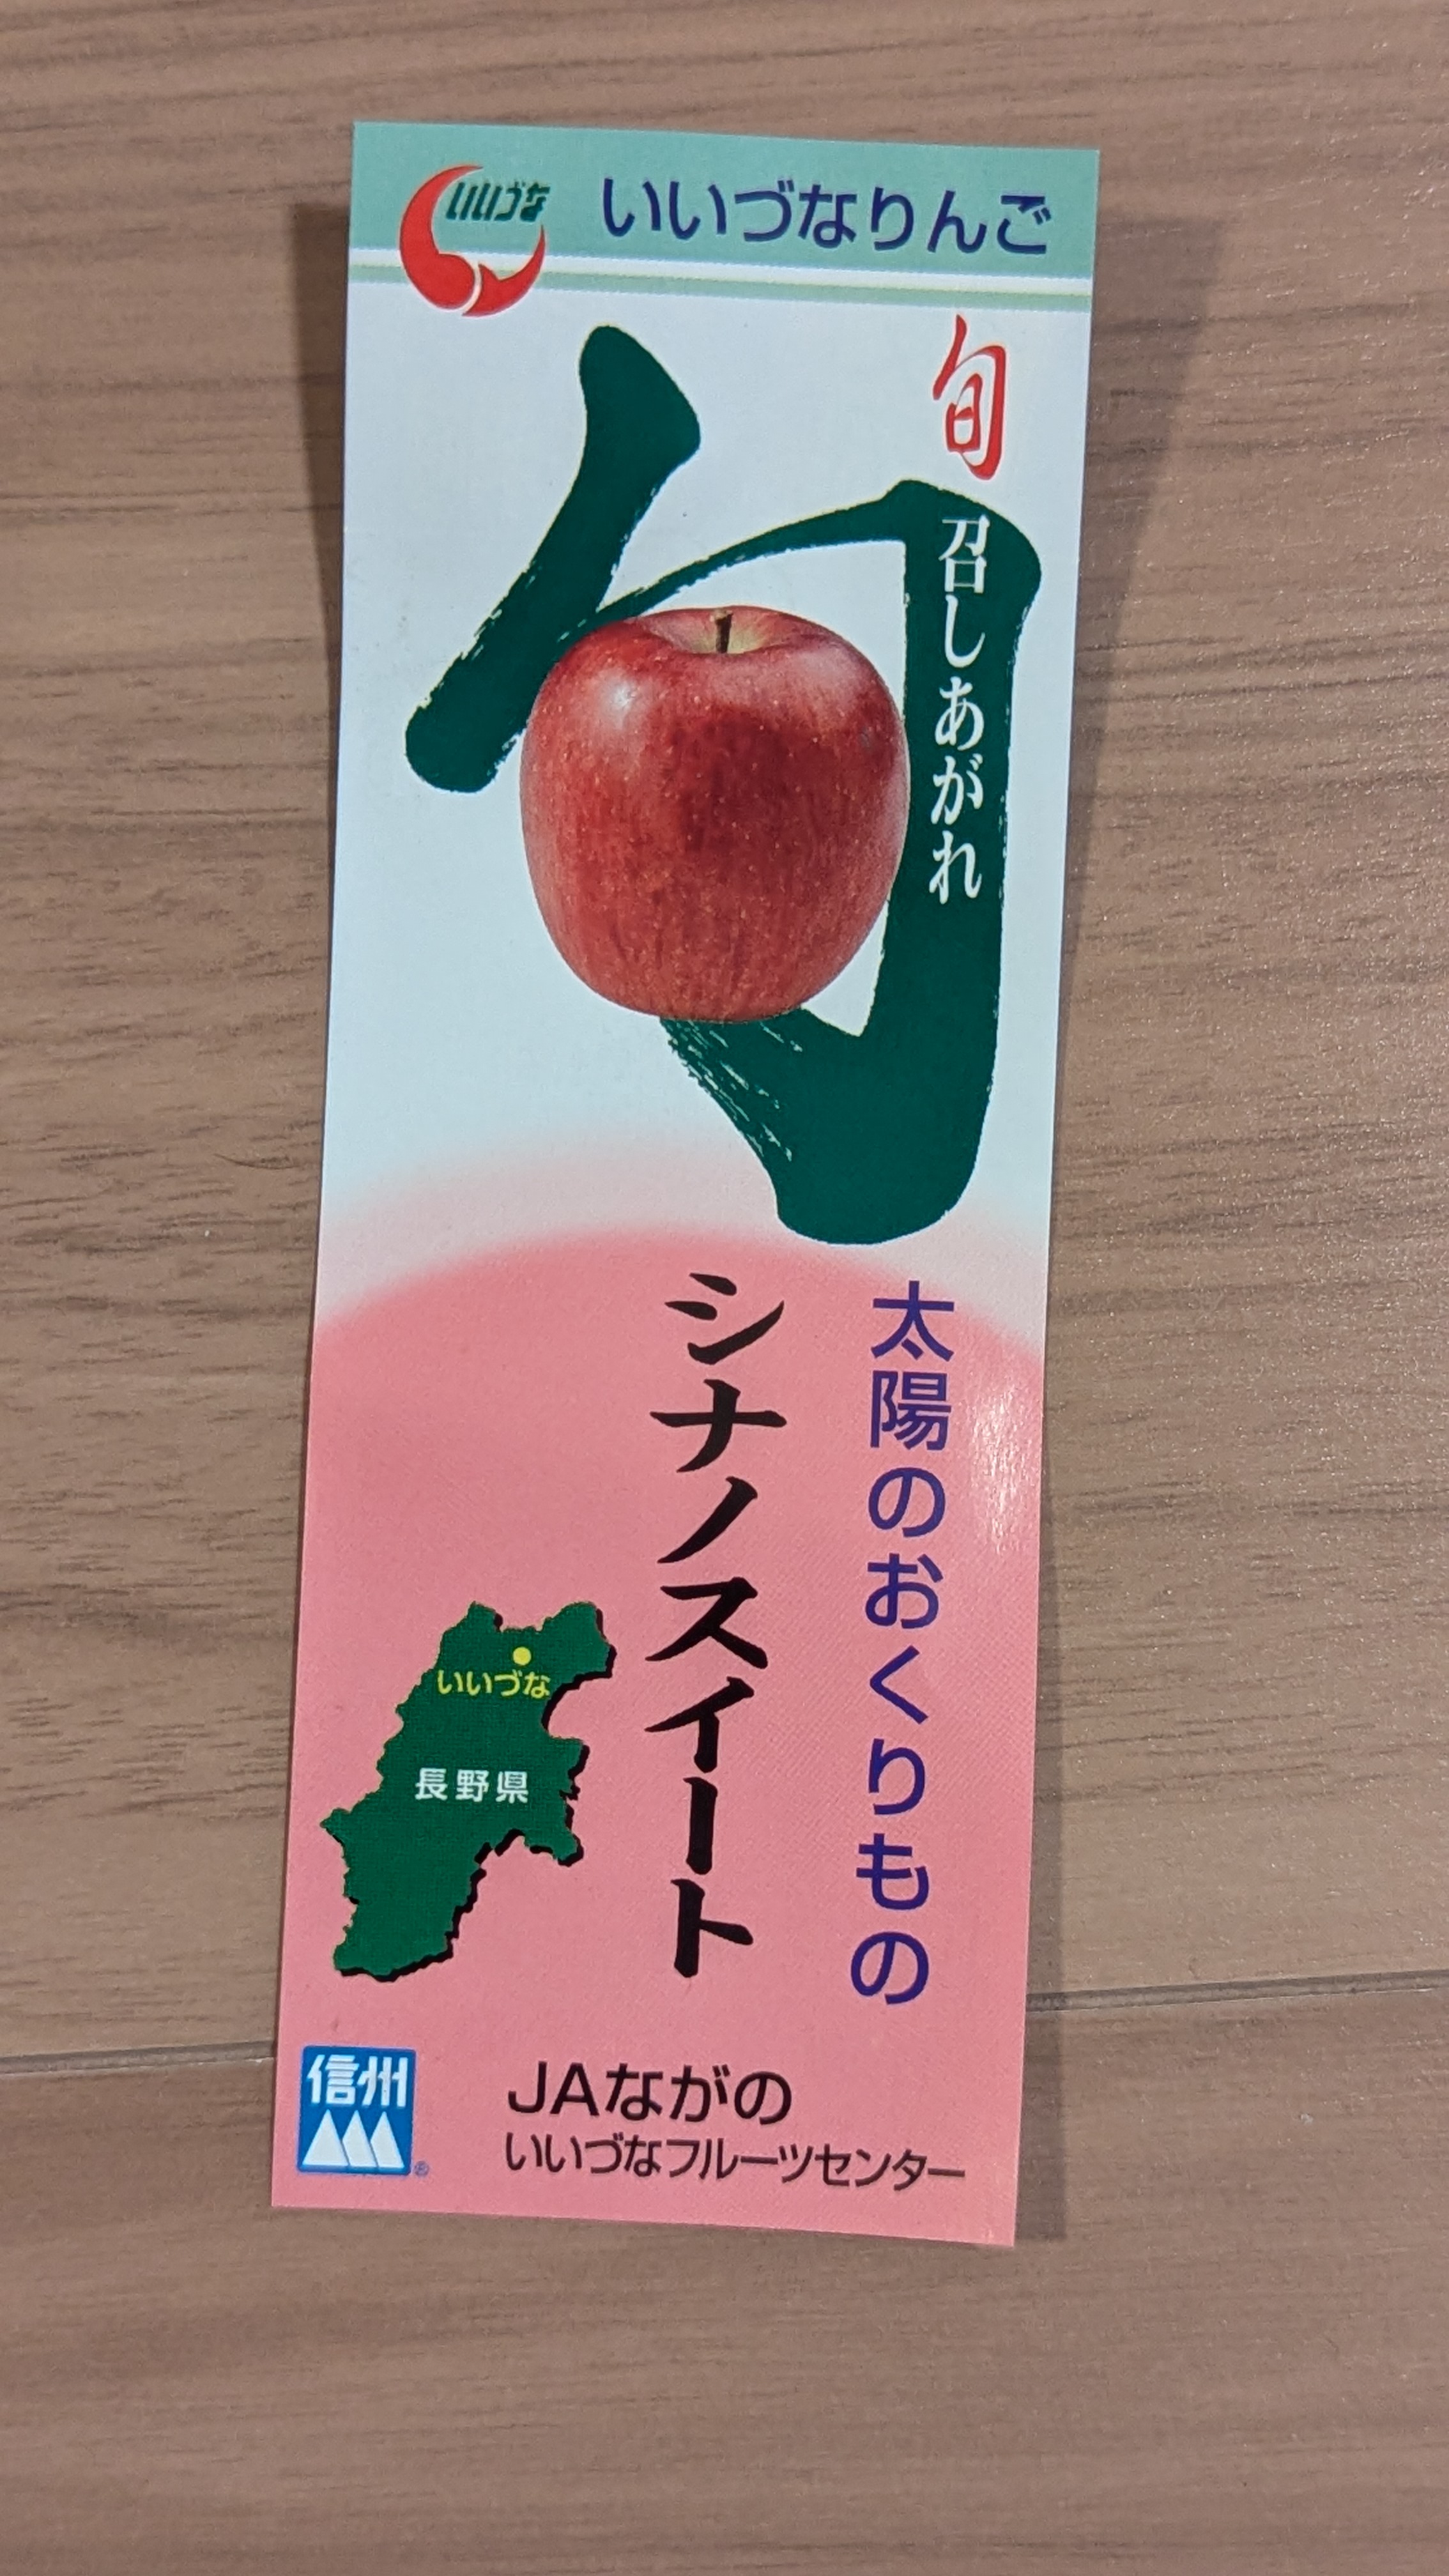 いいづな
いいづなりんご
旬
旬
召しあがれ
太陽のおくりもの
シナノスイート
いいづな
長野県
信州
®
JAながの
いいづなフルーツセンター